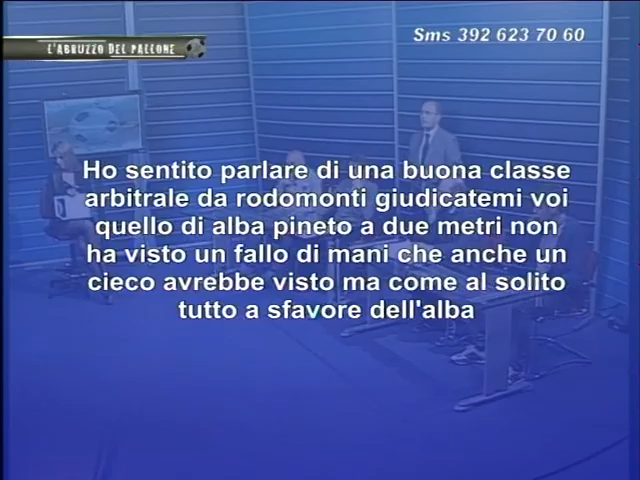 L'ABRUZZO DEL PALLONE
Sms 392 623 70 60
Ho sentito parlare di una buona classe
arbitrale da rodomonti giudicatemi voi
quello di alba pineto a due metri non
ha visto un fallo di mani che anche un
cieco avrebbe visto ma come al solito
tutto a sfavore dell'alba